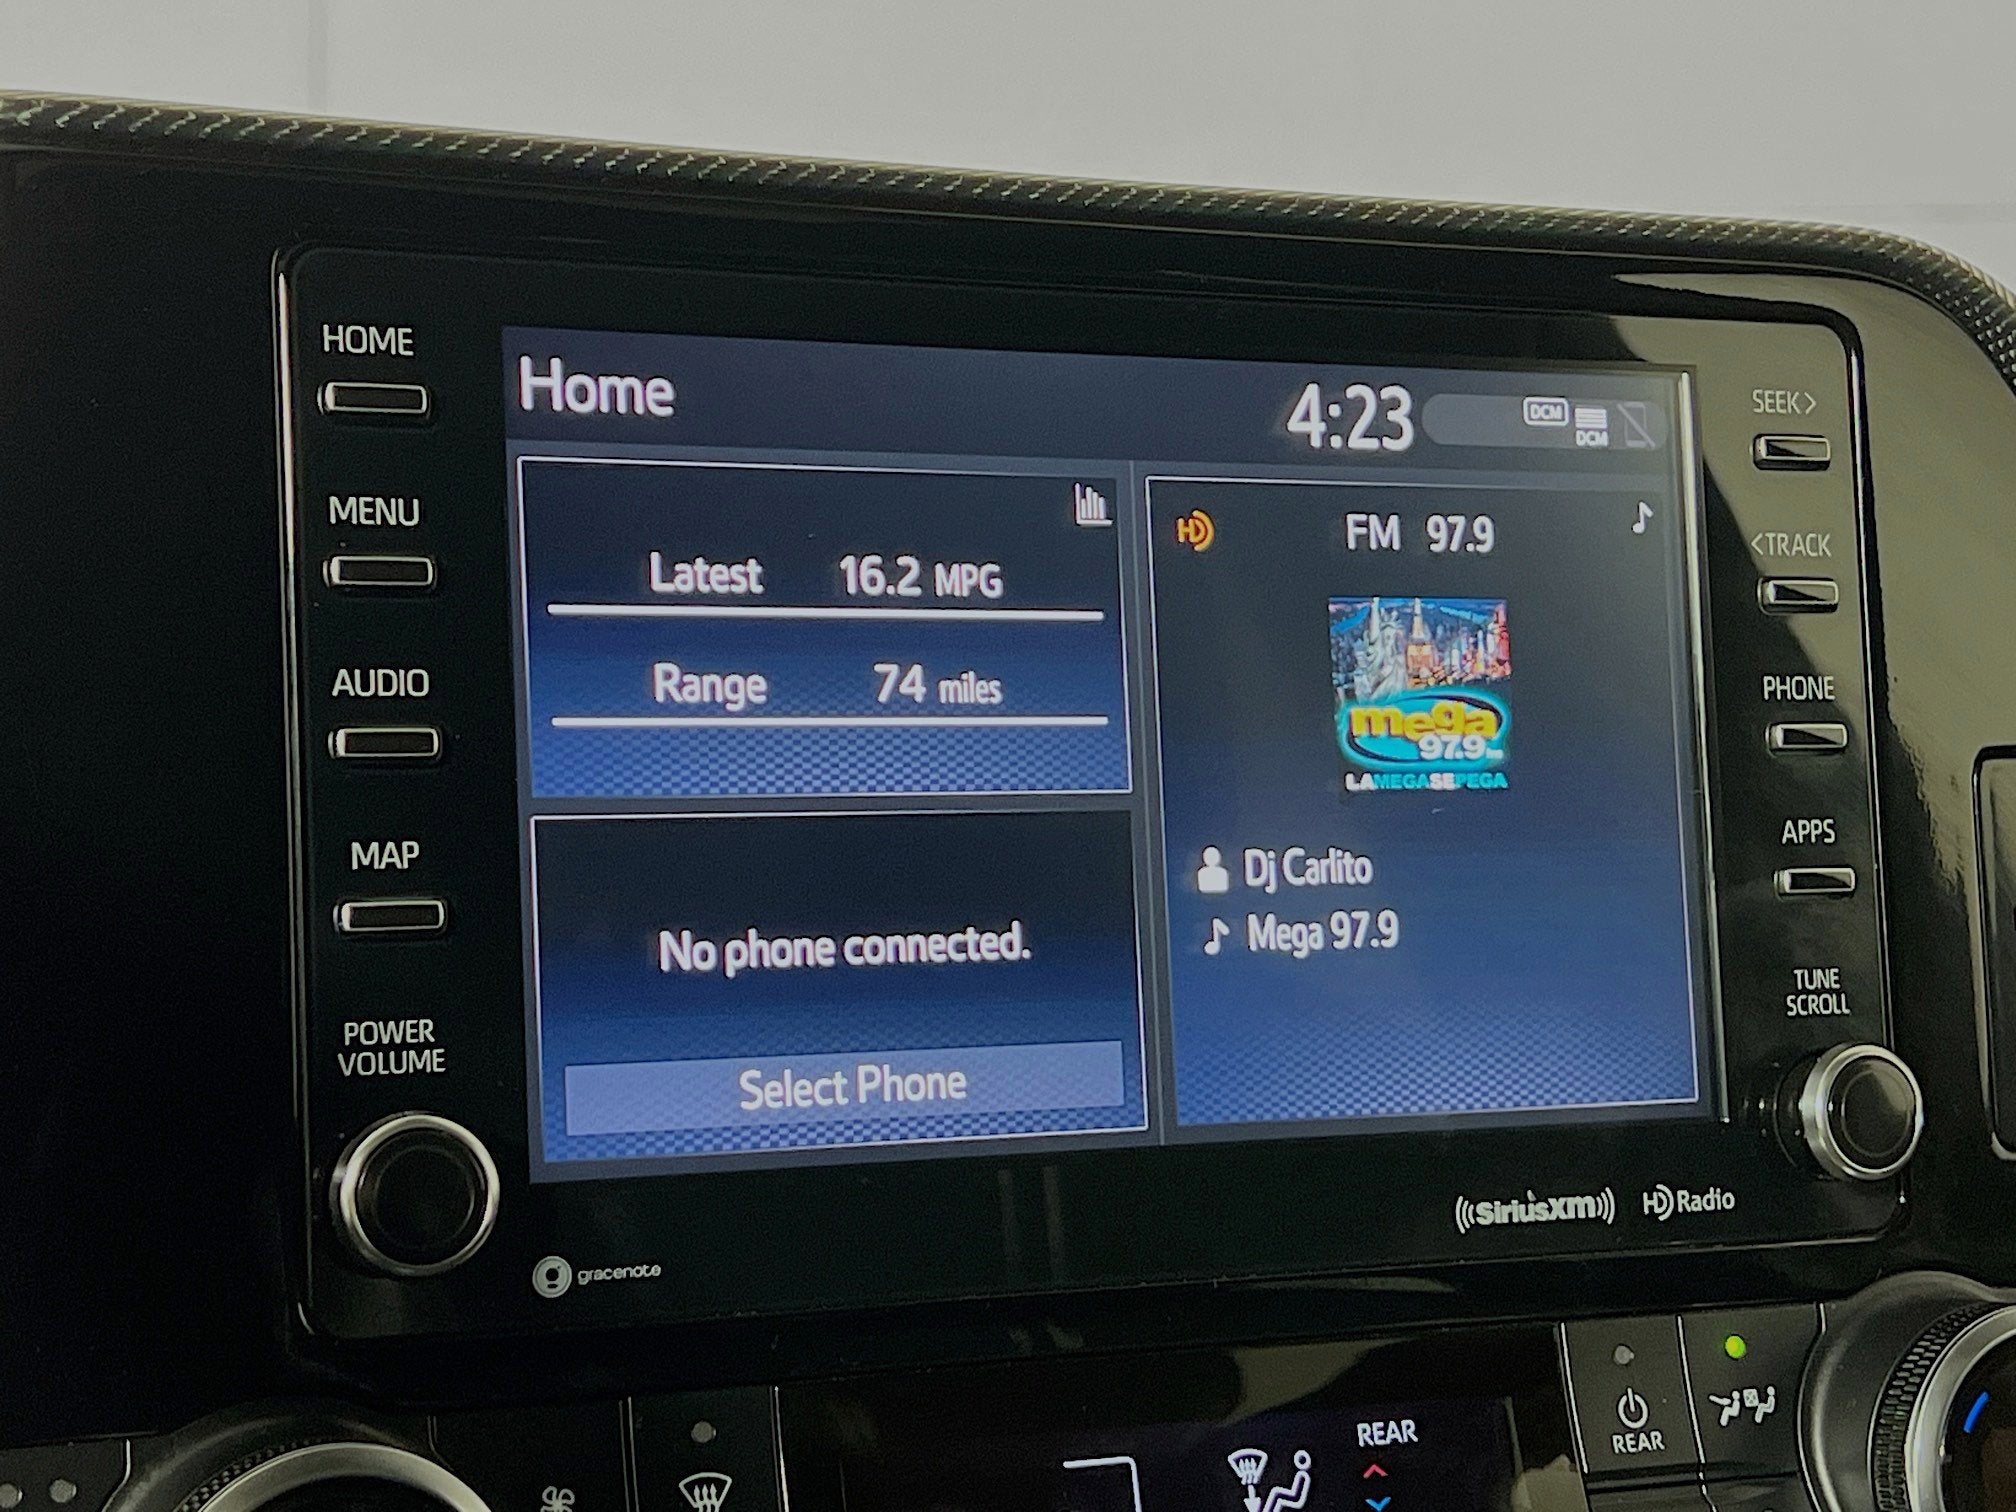 HOME
MENU
AUDIO
MAP
POWER
VOLUME
Home
4:23
DCM
DCM
Latest 16.2 MPG
Range 74 miles
No phone connected.
Select Phone
HD
FM 97.9
mega
97.9
LAMEGASEPEGA
Dj Carlito
Mega 97.9
SEEK>
<TRACK
PHONE
APPS
TUNE
SCROLL
gracenote
((SiriusXM))
HD Radio
REAR
REAR